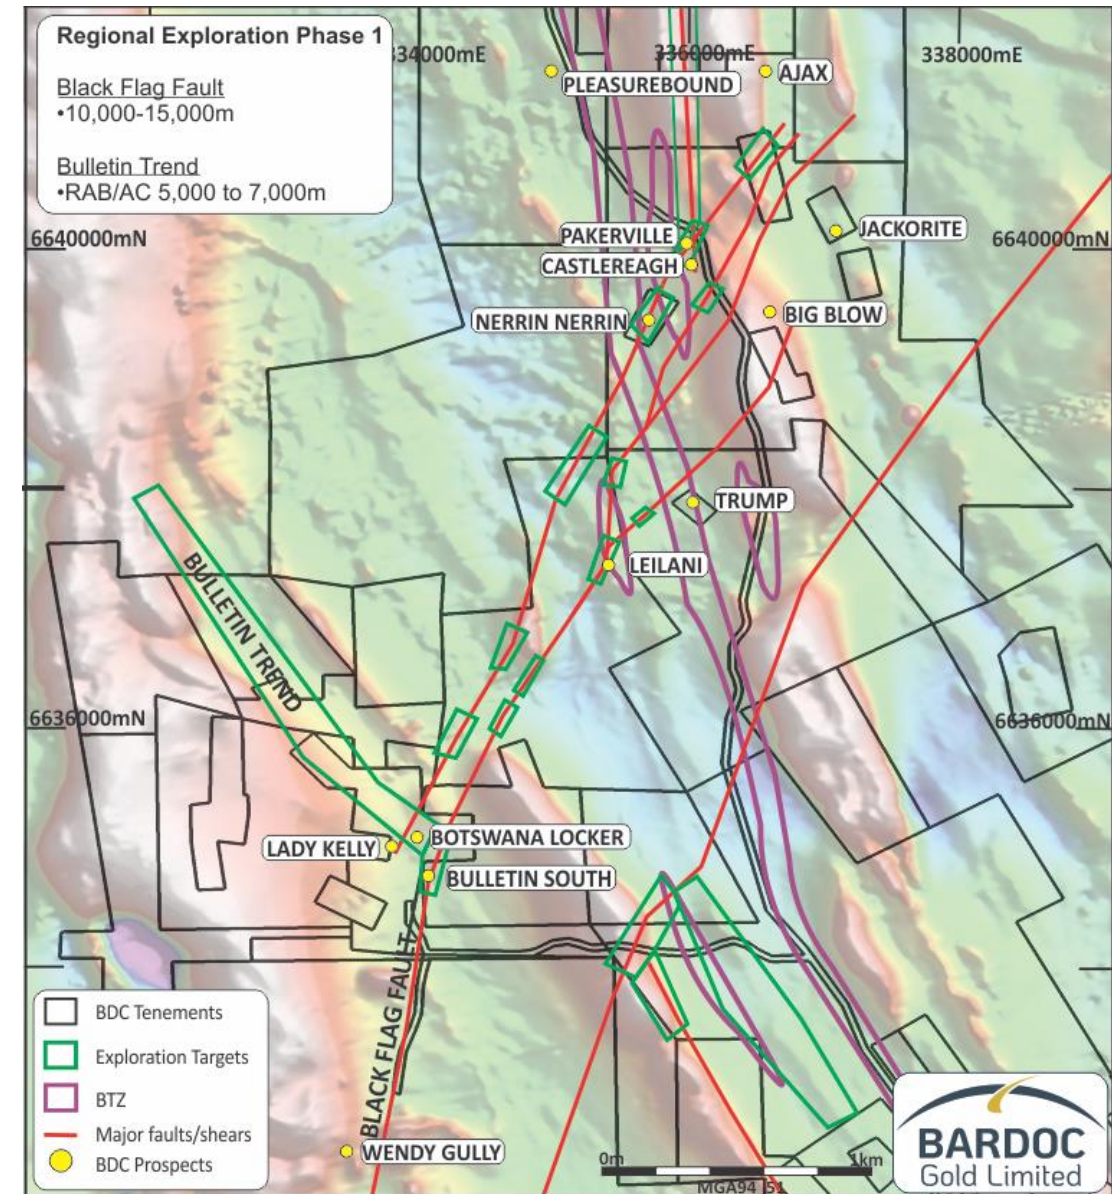 Regional Exploration Phase 1
Black Flag Fault
•10,000-15,000m
Bulletin Trend
•RAB/AC 5,000 to 7,000m
334000mE
336000mE
338000mE
PLEASUREBOUND
AJAX
PAKERVILLE
JACKORITE
6640000mN
6640000mN
CASTLEREAGH
NERRIN NERRIN
BIG BLOW
TRUMP
LEILANI
BULLETIN TREND
6636000mN
6636000mN
LADY KELLY
BOTSWANA LOCKER
BULLETIN SOUTH
BLACK FLAG FAULT
WENDY GULLY
BDC Tenements
Exploration Targets
BTZ
Major faults/shears
BDC Prospects
0m
1km
MGA94 51
BARDOC
Gold Limited